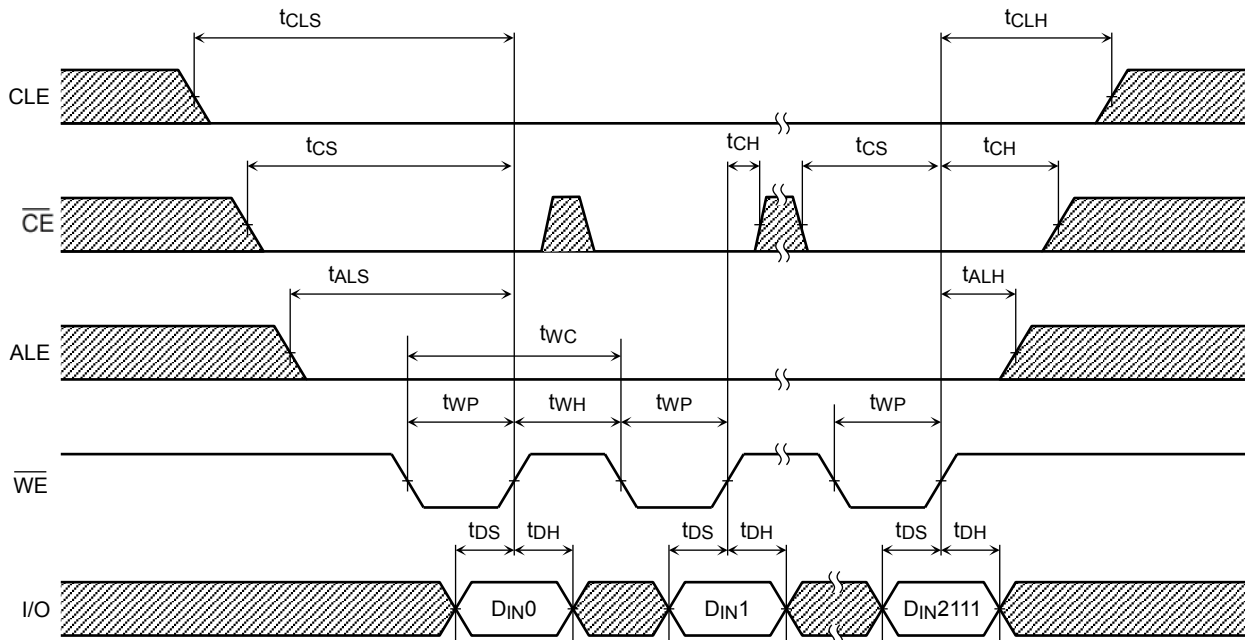 tCLS
tCLH
CLE
tCS
tCH
tCS
tCH
CE
tALS
tALH
tWC
ALE
tWP
tWH
tWP
tWP
WE
tDS
tDH
tDS
tDH
tDS
tDH
I/O
DIN0
DIN1
DIN2111